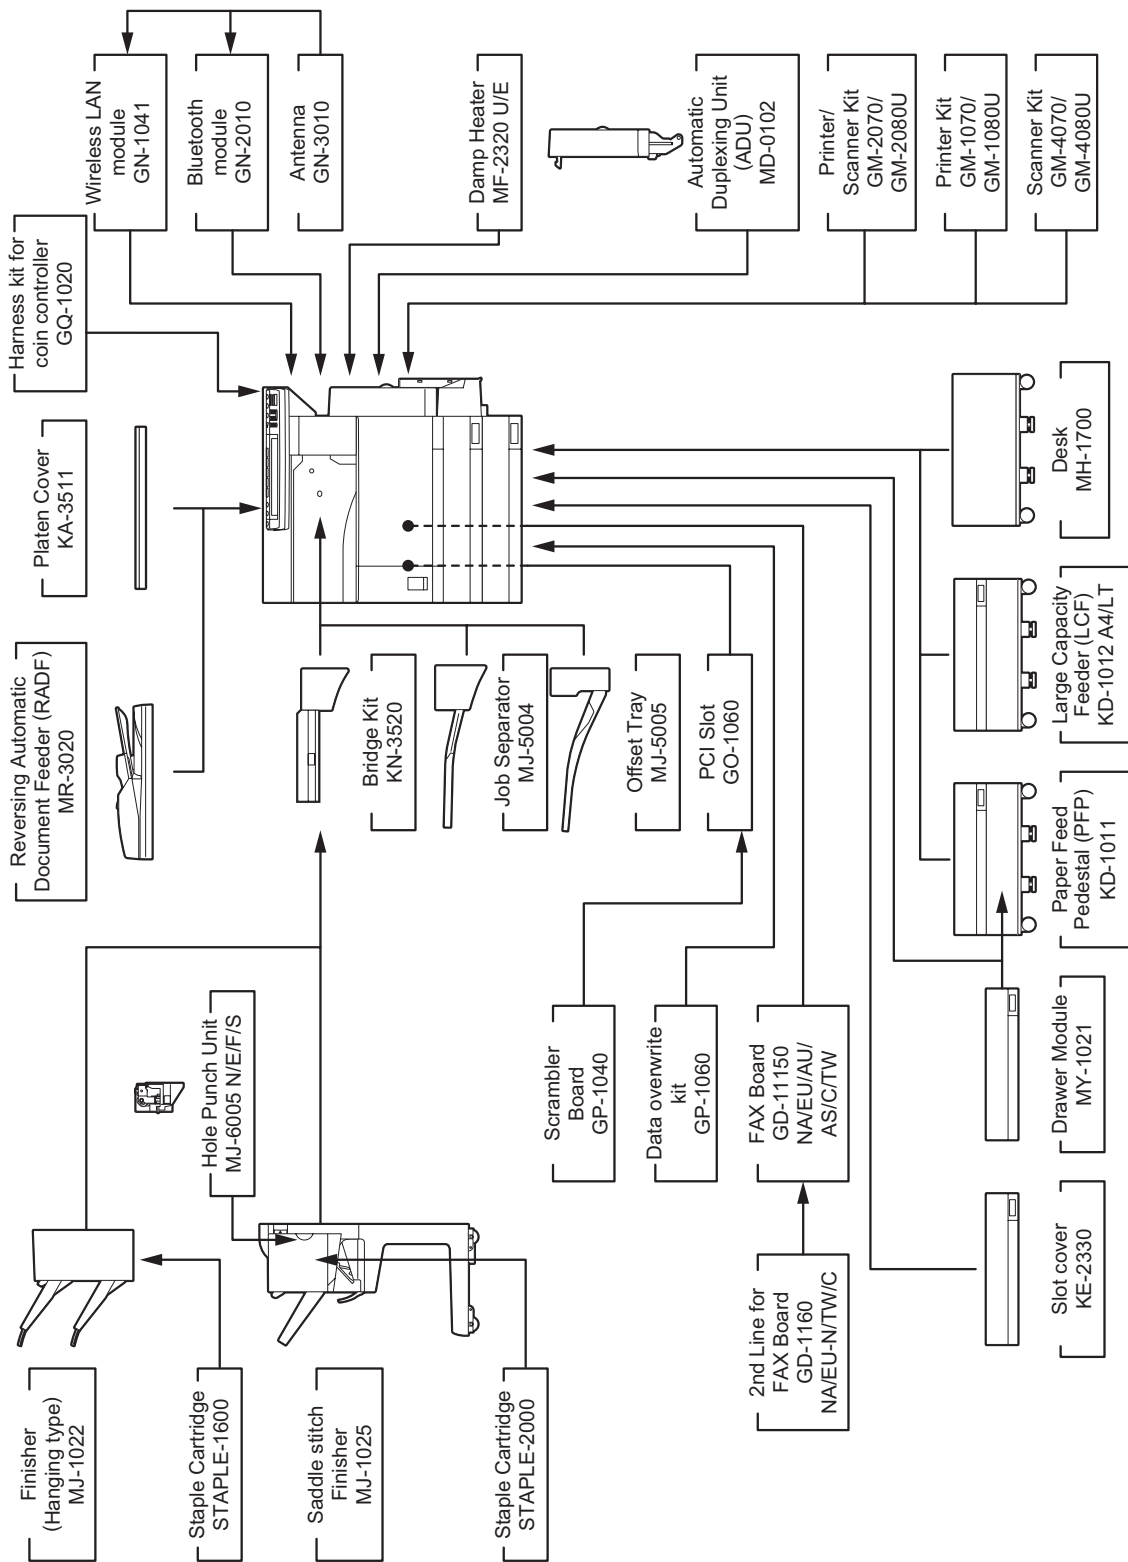 Finisher
(Hanging type)
MJ-1022
Staple Cartridge
STAPLE-1600
Saddle stitch
Finisher
MJ-1025
Staple Cartridge
STAPLE-2000
Hole Punch Unit
MJ-6005 N/E/F/S
Reversing Automatic
Document Feeder (RADF)
MR-3020
Platen Cover
KA-3511
Harness kit for
coin controller
GQ-1020
Wireless LAN
module
GN-1041
Bluetooth
module
GN-2010
Antenna
GN-3010
Damp Heater
MF-2320 U/E
Automatic
Duplexing Unit
(ADU)
MD-0102
Printer/
Scanner Kit
GM-2070/
GM-2080U
Printer Kit
GM-1070/
GM-1080U
Scanner Kit
GM-4070/
GM-4080U
Bridge Kit
KN-3520
Job Separator
MJ-5004
Offset Tray
MJ-5005
PCI Slot
GO-1060
Scrambler
Board
GP-1040
Data overwrite
kit
GP-1060
FAX Board
GD-11150
NA/EU/AU/
AS/C/TW
2nd Line for
FAX Board
GD-1160
NA/EU-N/TW/C
Slot cover
KE-2330
Drawer Module
MY-1021
Paper Feed
Pedestal (PFP)
KD-1011
Large Capacity
Feeder (LCF)
KD-1012 A4/LT
Desk
MH-1700